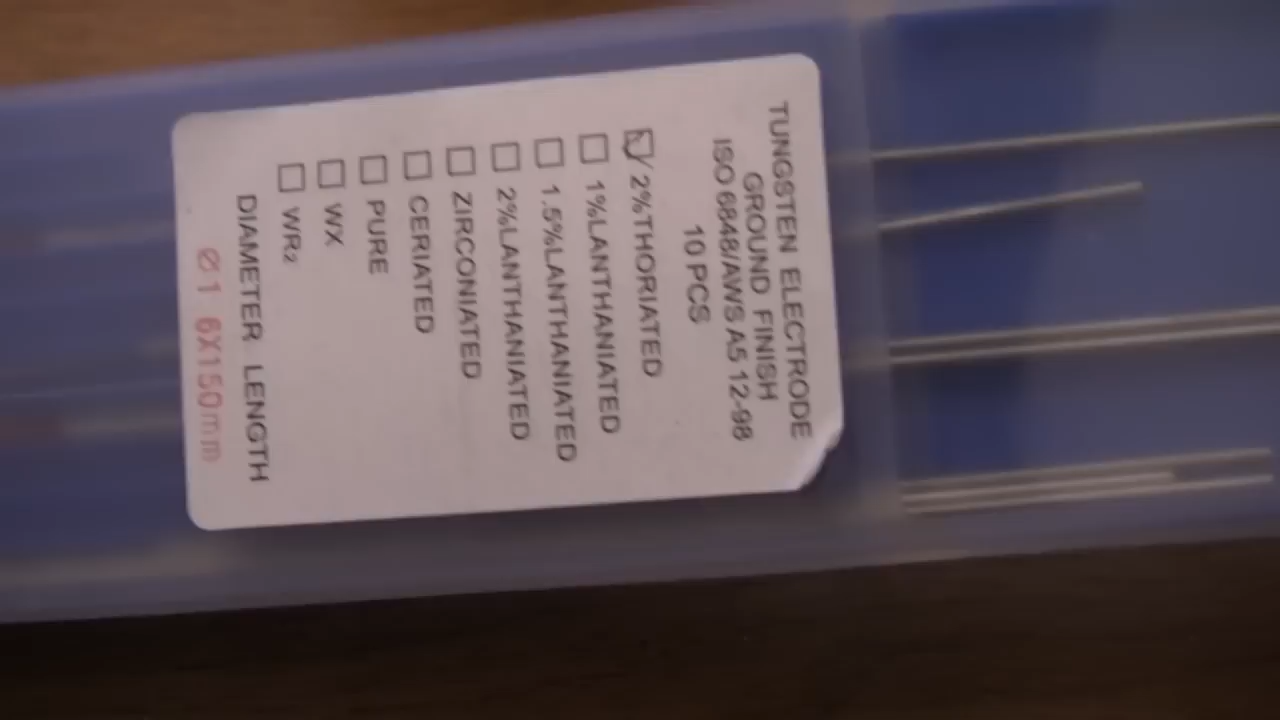 TUNGSTEN ELECTRODE
GROUND FINISH
ISO 6848/AWS A5 12-98
10 PCS
☑ 2%THORIATED
☐ 1%LANTHANIATED
☐ 1.5%LANTHANIATED
☐ 2%LANTHANIATED
☐ ZIRCONIATED
☐ CERIATED
☐ PURE
☐ WX
☐ WR₂
DIAMETER LENGTH
Ø1 6X150mm